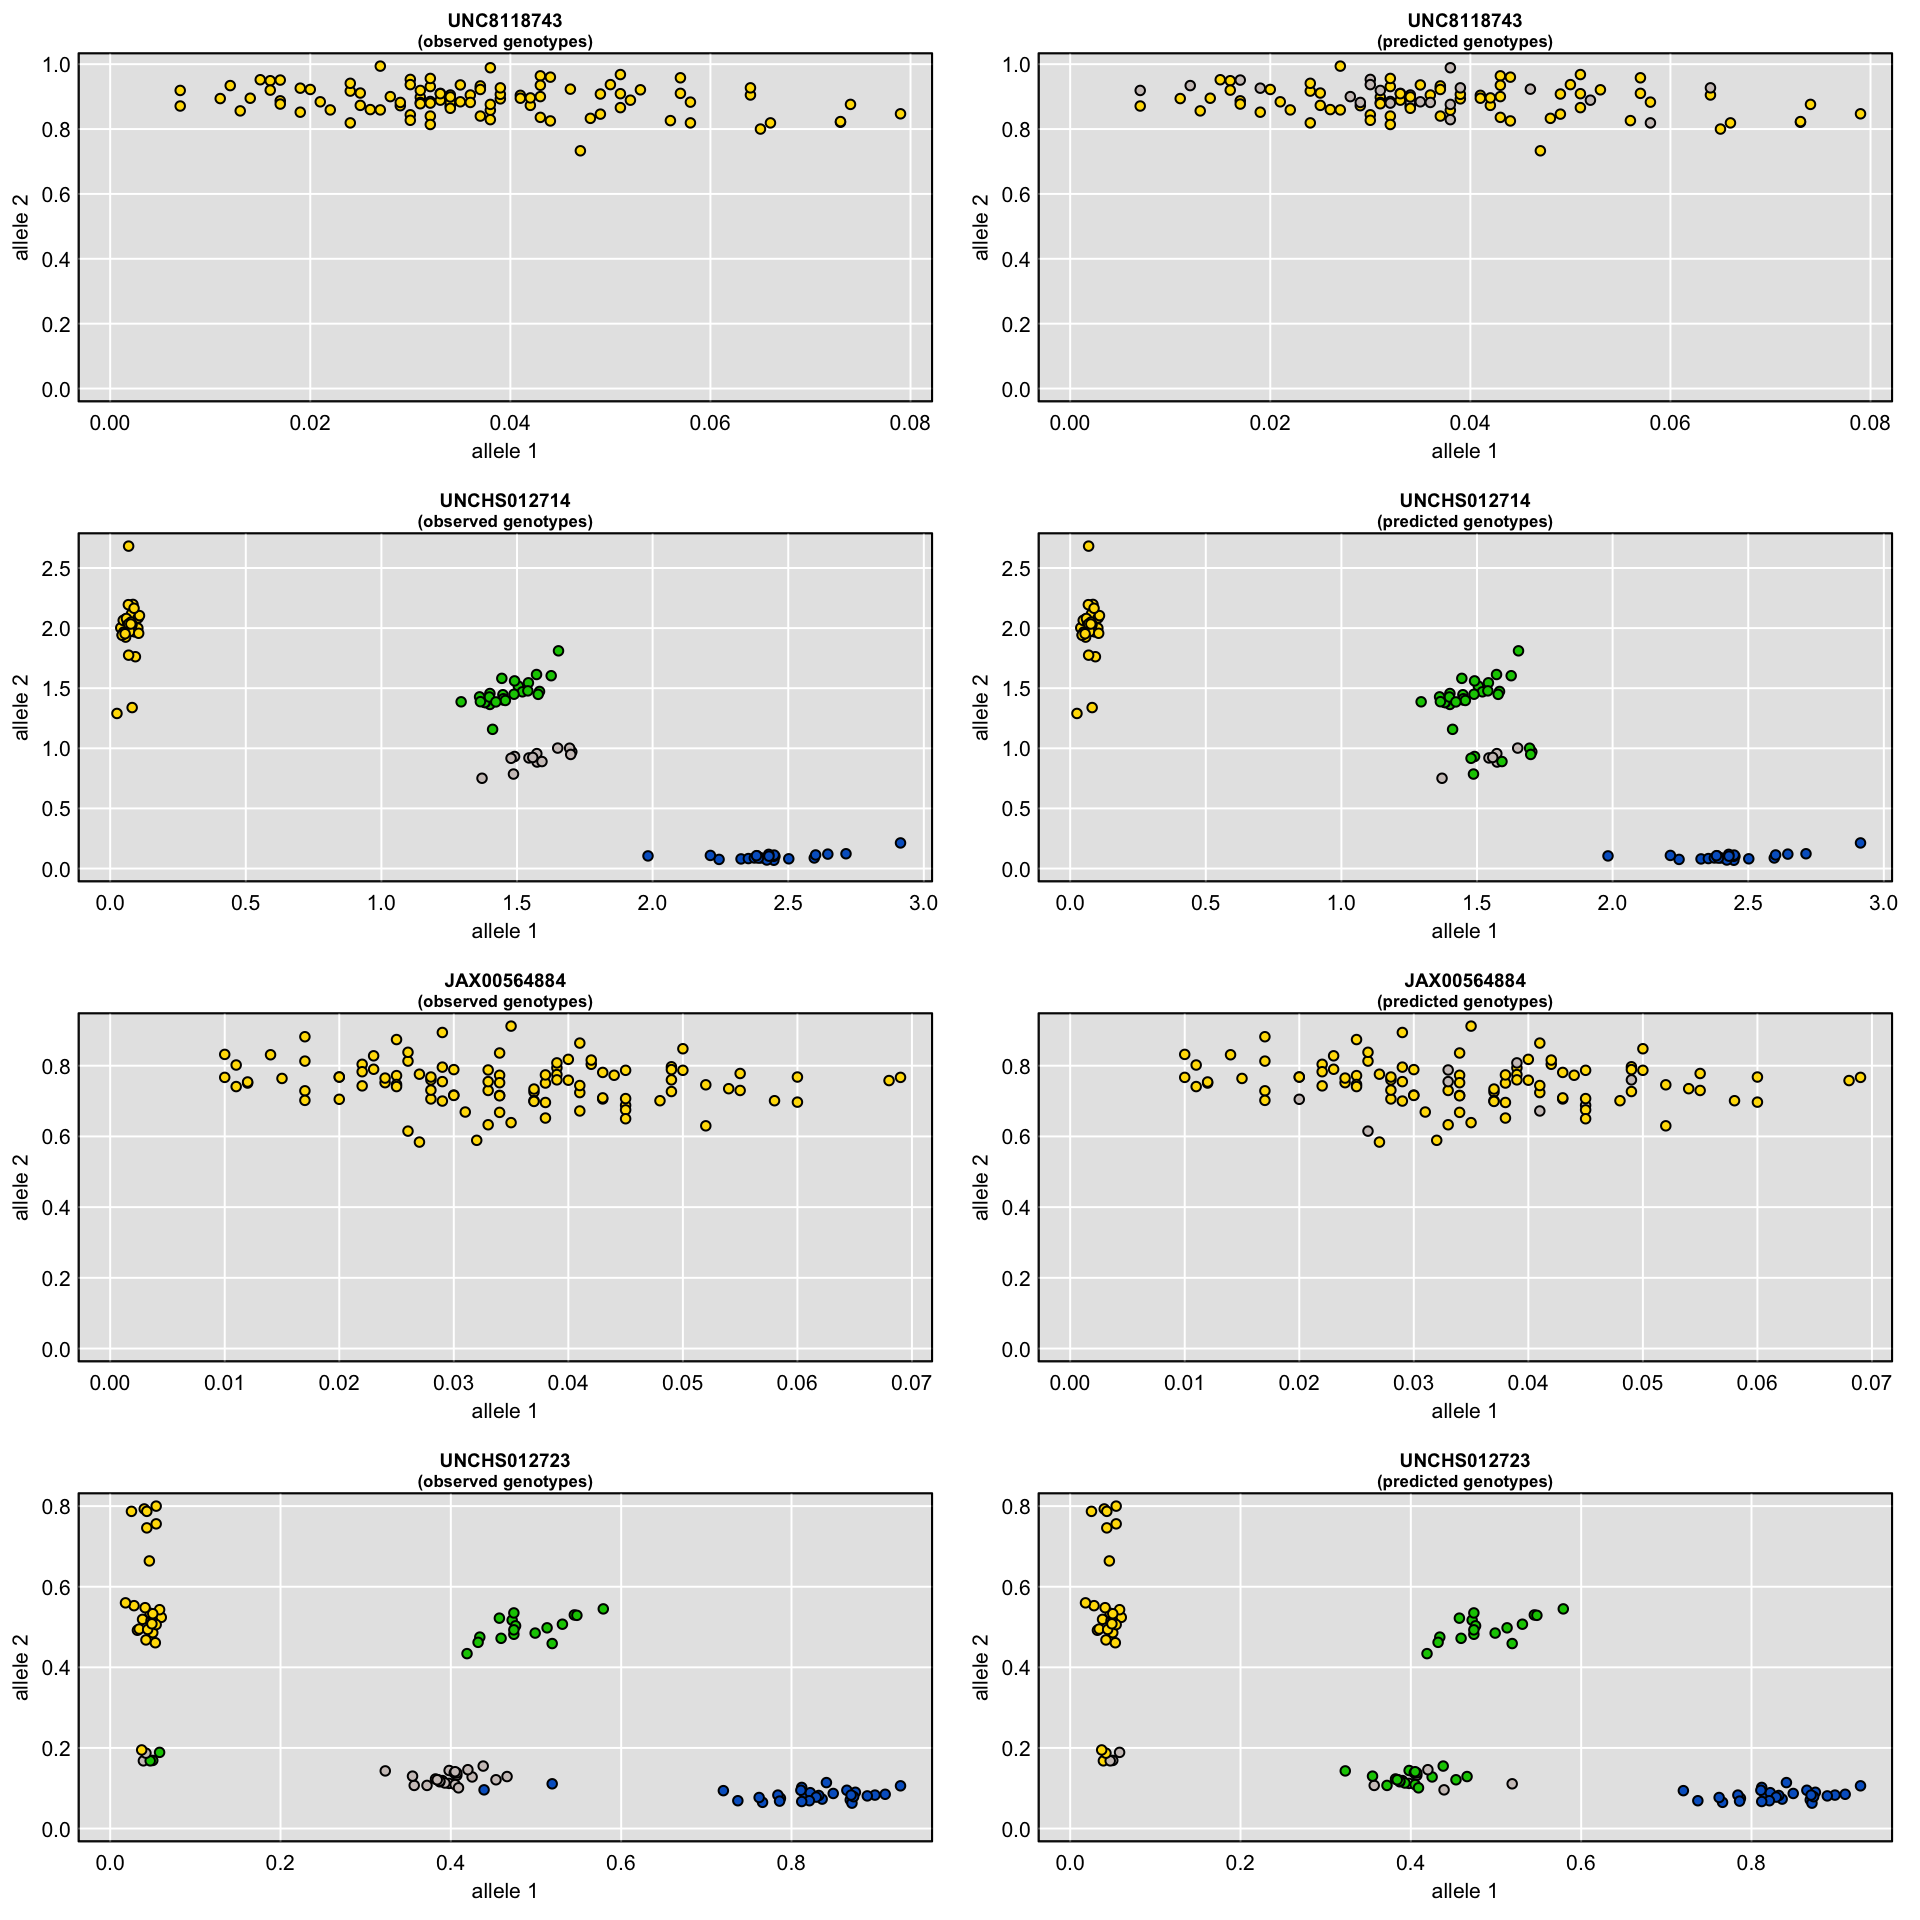 UNC8118743
(observed genotypes)
1.0
0.8
0.6
0.4
0.2
0.0
allele 2
0.00 0.02 0.04 0.06 0.08
allele 1
UNC8118743
(predicted genotypes)
1.0
0.8
0.6
0.4
0.2
0.0
allele 2
0.00 0.02 0.04 0.06 0.08
allele 1
UNCHS012714
(observed genotypes)
2.5
2.0
1.5
1.0
0.5
0.0
allele 2
0.0 0.5 1.0 1.5 2.0 2.5 3.0
allele 1
UNCHS012714
(predicted genotypes)
2.5
2.0
1.5
1.0
0.5
0.0
allele 2
0.0 0.5 1.0 1.5 2.0 2.5 3.0
allele 1
JAX00564884
(observed genotypes)
0.8
0.6
0.4
0.2
0.0
allele 2
0.00 0.01 0.02 0.03 0.04 0.05 0.06 0.07
allele 1
JAX00564884
(predicted genotypes)
0.8
0.6
0.4
0.2
0.0
allele 2
0.00 0.01 0.02 0.03 0.04 0.05 0.06 0.07
allele 1
UNCHS012723
(observed genotypes)
0.8
0.6
0.4
0.2
0.0
allele 2
0.0 0.2 0.4 0.6 0.8
allele 1
UNCHS012723
(predicted genotypes)
0.8
0.6
0.4
0.2
0.0
allele 2
0.0 0.2 0.4 0.6 0.8
allele 1